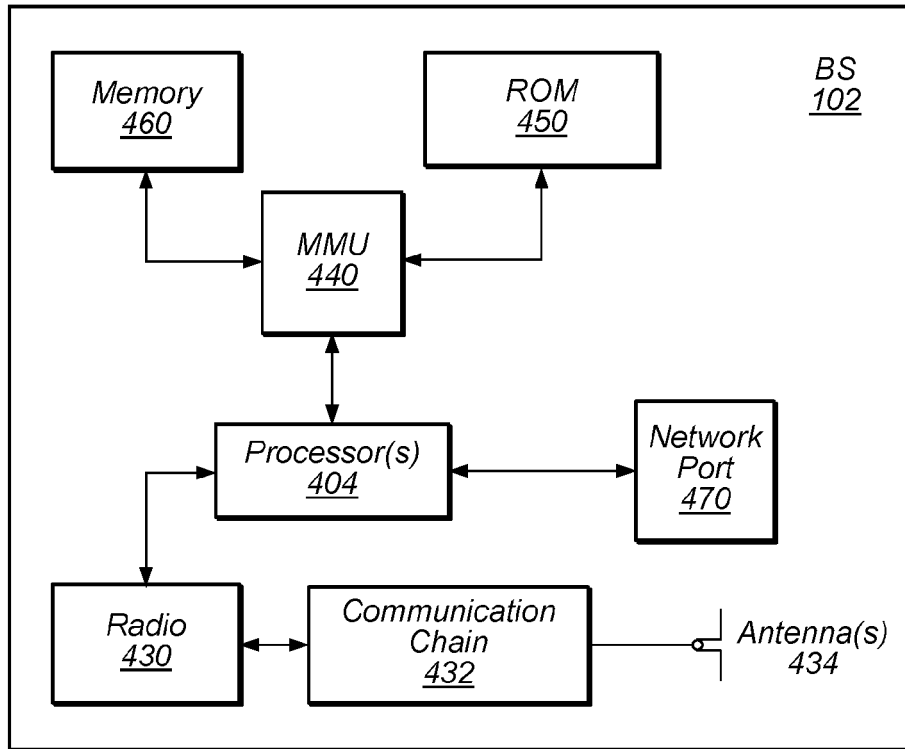 Memory
460
ROM
450
BS
102
MMU
440
Processor(s)
404
Network
Port
470
Radio
430
Communication
Chain
432
Antenna(s)
434